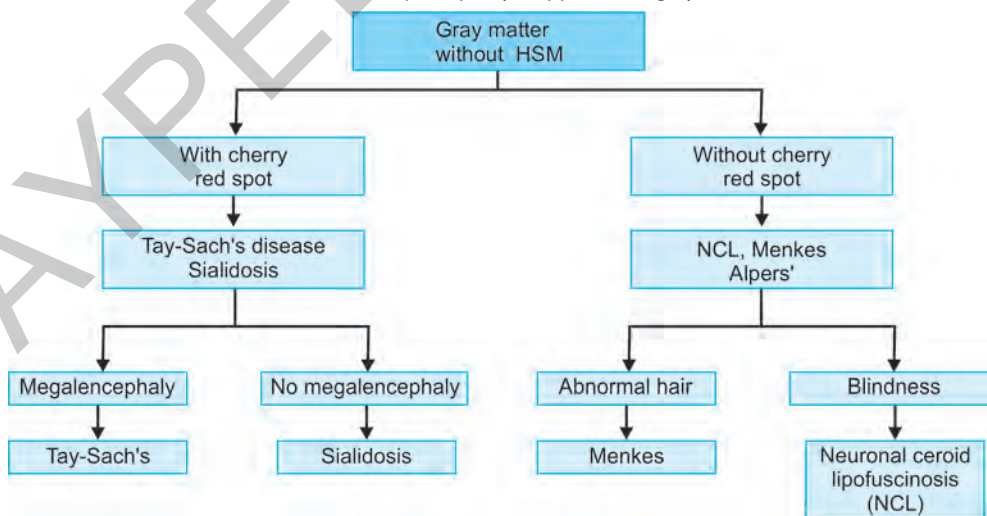 Gray matter
without HSM
With cherry
red spot
Without cherry
red spot
Tay-Sach's disease
Sialidosis
NCL, Menkes
Alpers'
Megalencephaly
No megalencephaly
Abnormal hair
Blindness
Tay-Sach's
Sialidosis
Menkes
Neuronal ceroid
lipofuscinosis
(NCL)